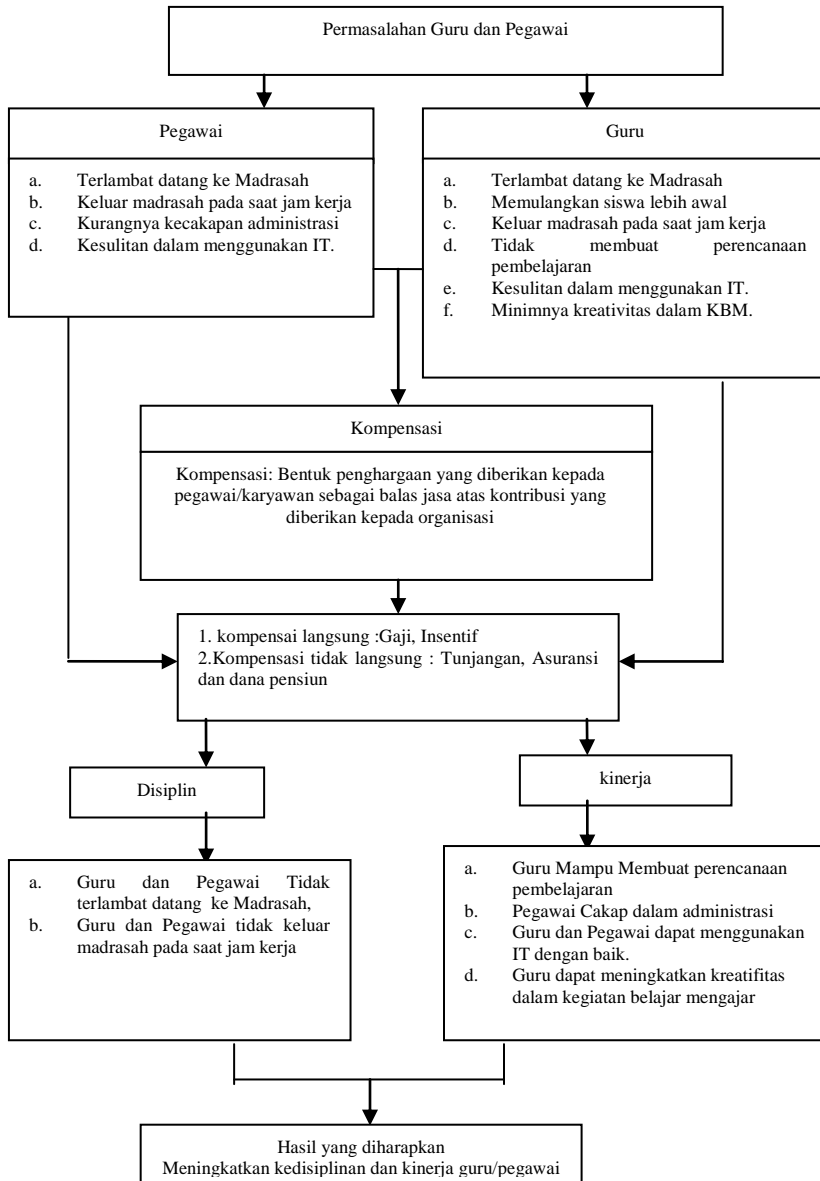 Permasalahan Guru dan Pegawai
Pegawai
a. Terlambat datang ke Madrasah
b. Keluar madrasah pada saat jam kerja
c. Kurangnya kecakapan administrasi
d. Kesulitan dalam menggunakan IT.
Guru
a. Terlambat datang ke Madrasah
b. Memulangkan siswa lebih awal
c. Keluar madrasah pada saat jam kerja
d. Tidak membuat perencanaan
pembelajaran
e. Kesulitan dalam menggunakan IT.
f. Minimnya kreativitas dalam KBM.
Kompensasi
Kompensasi: Bentuk penghargaan yang diberikan kepada
pegawai/karyawan sebagai balas jasa atas kontribusi yang
diberikan kepada organisasi
1. kompensai langsung :Gaji, Insentif
2.Kompensasi tidak langsung : Tunjangan, Asuransi
dan dana pensiun
Disiplin
kinerja
a. Guru dan Pegawai Tidak
terlambat datang ke Madrasah,
b. Guru dan Pegawai tidak keluar
madrasah pada saat jam kerja
a. Guru Mampu Membuat perencanaan
pembelajaran
b. Pegawai Cakap dalam administrasi
c. Guru dan Pegawai dapat menggunakan
IT dengan baik.
d. Guru dapat meningkatkan kreatifitas
dalam kegiatan belajar mengajar
Hasil yang diharapkan
Meningkatkan kedisiplinan dan kinerja guru/pegawai